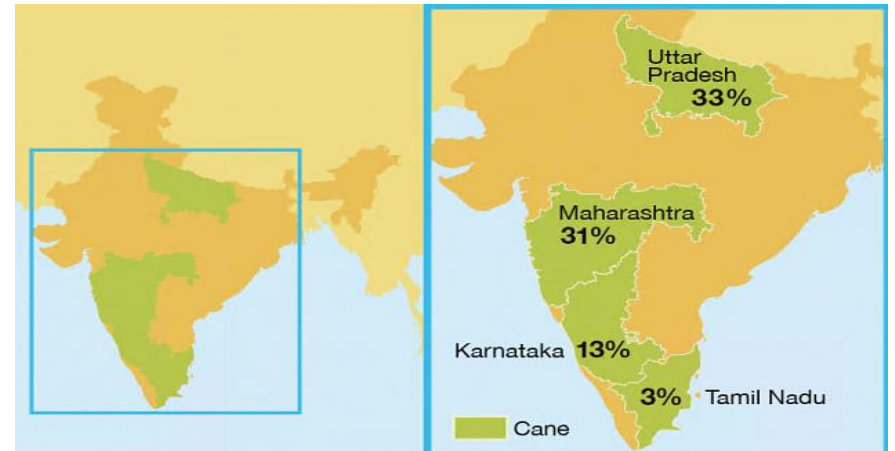 Uttar
Pradesh
33%
Maharashtra
31%
Karnataka 13%
3% Tamil Nadu
Cane